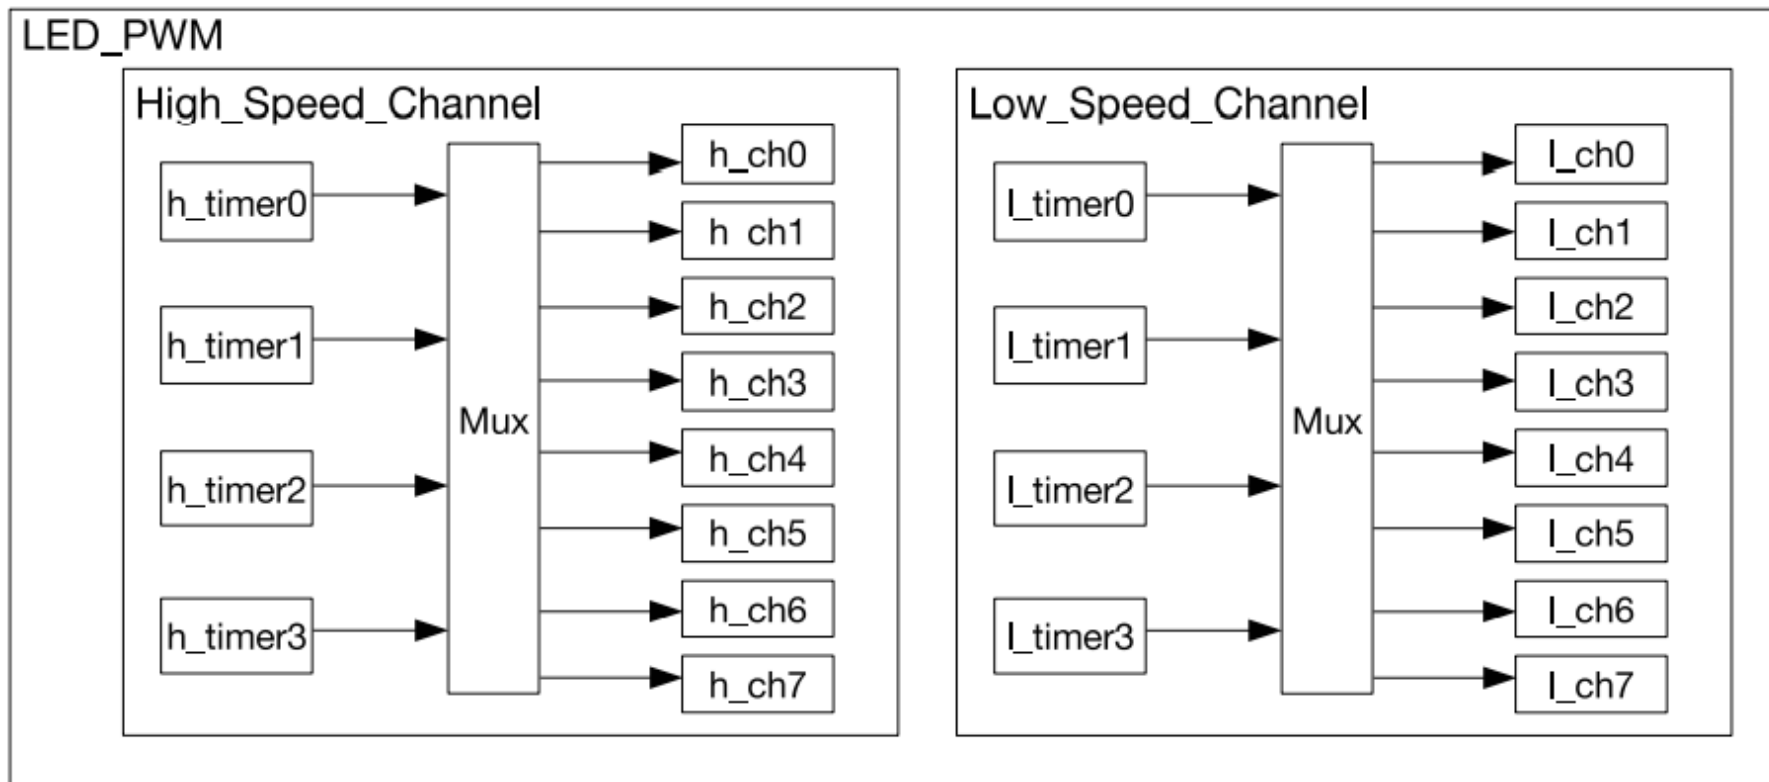 LED_PWM
High_Speed_Channel
h_timer0
h_timer1
h_timer2
h_timer3
Mux
h_ch0
h ch1
h_ch2
h_ch3
h_ch4
h_ch5
h_ch6
h_ch7
Low_Speed_Channel
l_timer0
l_timer1
l_timer2
l_timer3
Mux
l_ch0
l_ch1
l_ch2
l_ch3
l_ch4
l_ch5
l_ch6
l_ch7